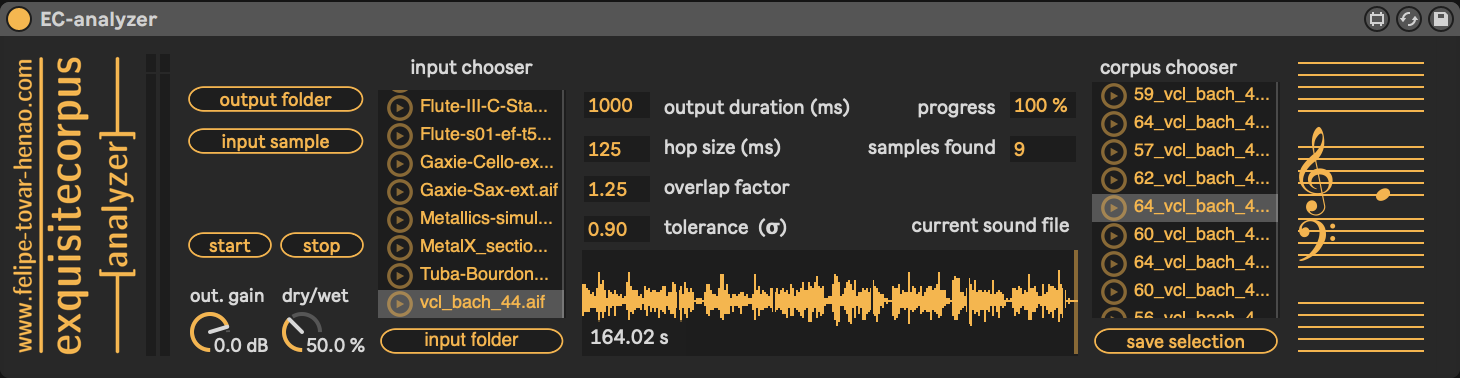 EC-analyzer
www.felipe-tovar-henao.com
exquisitecorpus
[analyzer]
output folder
input sample
start
stop
out. gain
dry/wet
0.0 dB
50.0 %
input chooser
Flute-III-C-Sta...
Flute-s01-ef-t5...
Gaxie-Cello-ex...
Gaxie-Sax-ext.aif
Metallics-simul...
MetalX_sectio...
Tuba-Bourdon...
vcl_bach_44.aif
input folder
1000 output duration (ms)
125 hop size (ms)
1.25 overlap factor
0.90 tolerance (σ)
progress 100 %
samples found 9
current sound file
164.02 s
corpus chooser
59_vcl_bach_4...
64_vcl_bach_4...
57_vcl_bach_4...
62_vcl_bach_4...
64_vcl_bach_4...
60_vcl_bach_4...
64_vcl_bach_4...
60_vcl_bach_4...
56_vcl_bach_4...
save selection